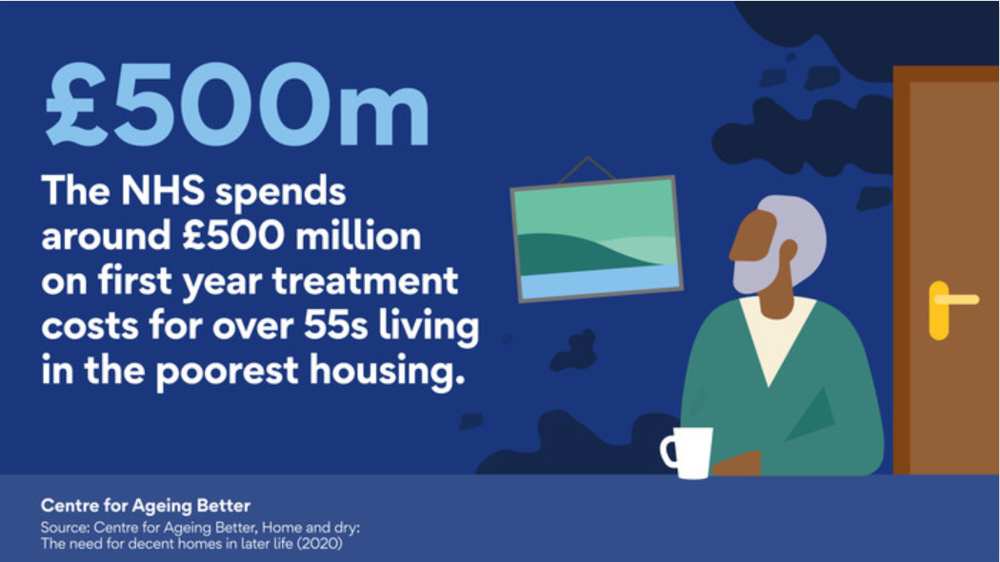 £500m
The NHS spends
around £500 million
on first year treatment
costs for over 55s living
in the poorest housing.
Centre for Ageing Better
Source: Centre for Ageing Better, Home and dry:
The need for decent homes in later life (2020)